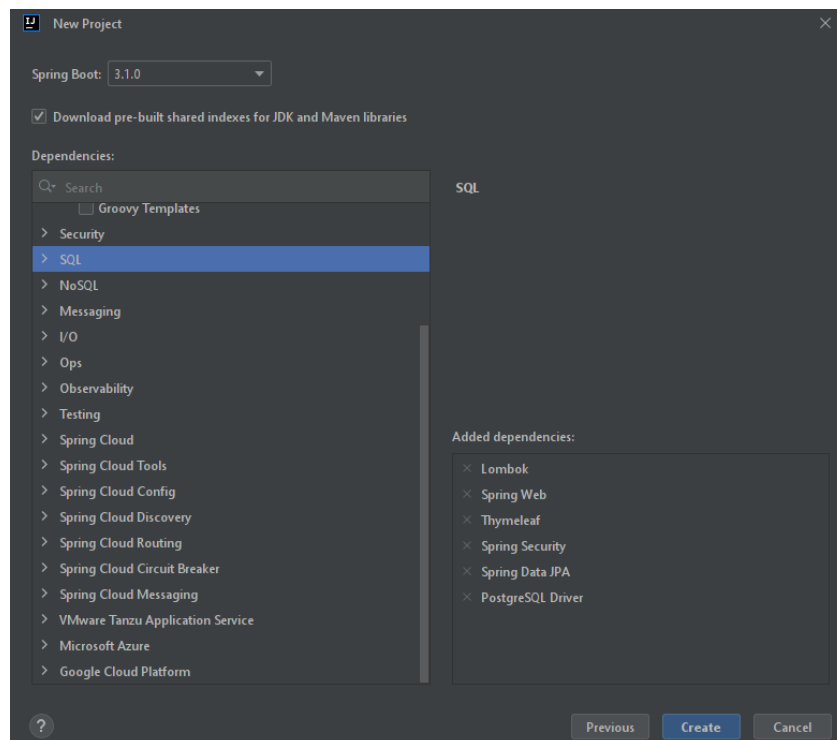 New Project
Spring Boot: 3.1.0
Download pre-built shared indexes for JDK and Maven libraries
Dependencies:
Search
Groovy Templates
Security
SQL
NoSQL
Messaging
I/O
Ops
Observability
Testing
Spring Cloud
Spring Cloud Tools
Spring Cloud Config
Spring Cloud Discovery
Spring Cloud Routing
Spring Cloud Circuit Breaker
Spring Cloud Messaging
VMware Tanzu Application Service
Microsoft Azure
Google Cloud Platform
SQL
Added dependencies:
Lombok
Spring Web
Thymeleaf
Spring Security
Spring Data JPA
PostgreSQL Driver
? Previous Create Cancel